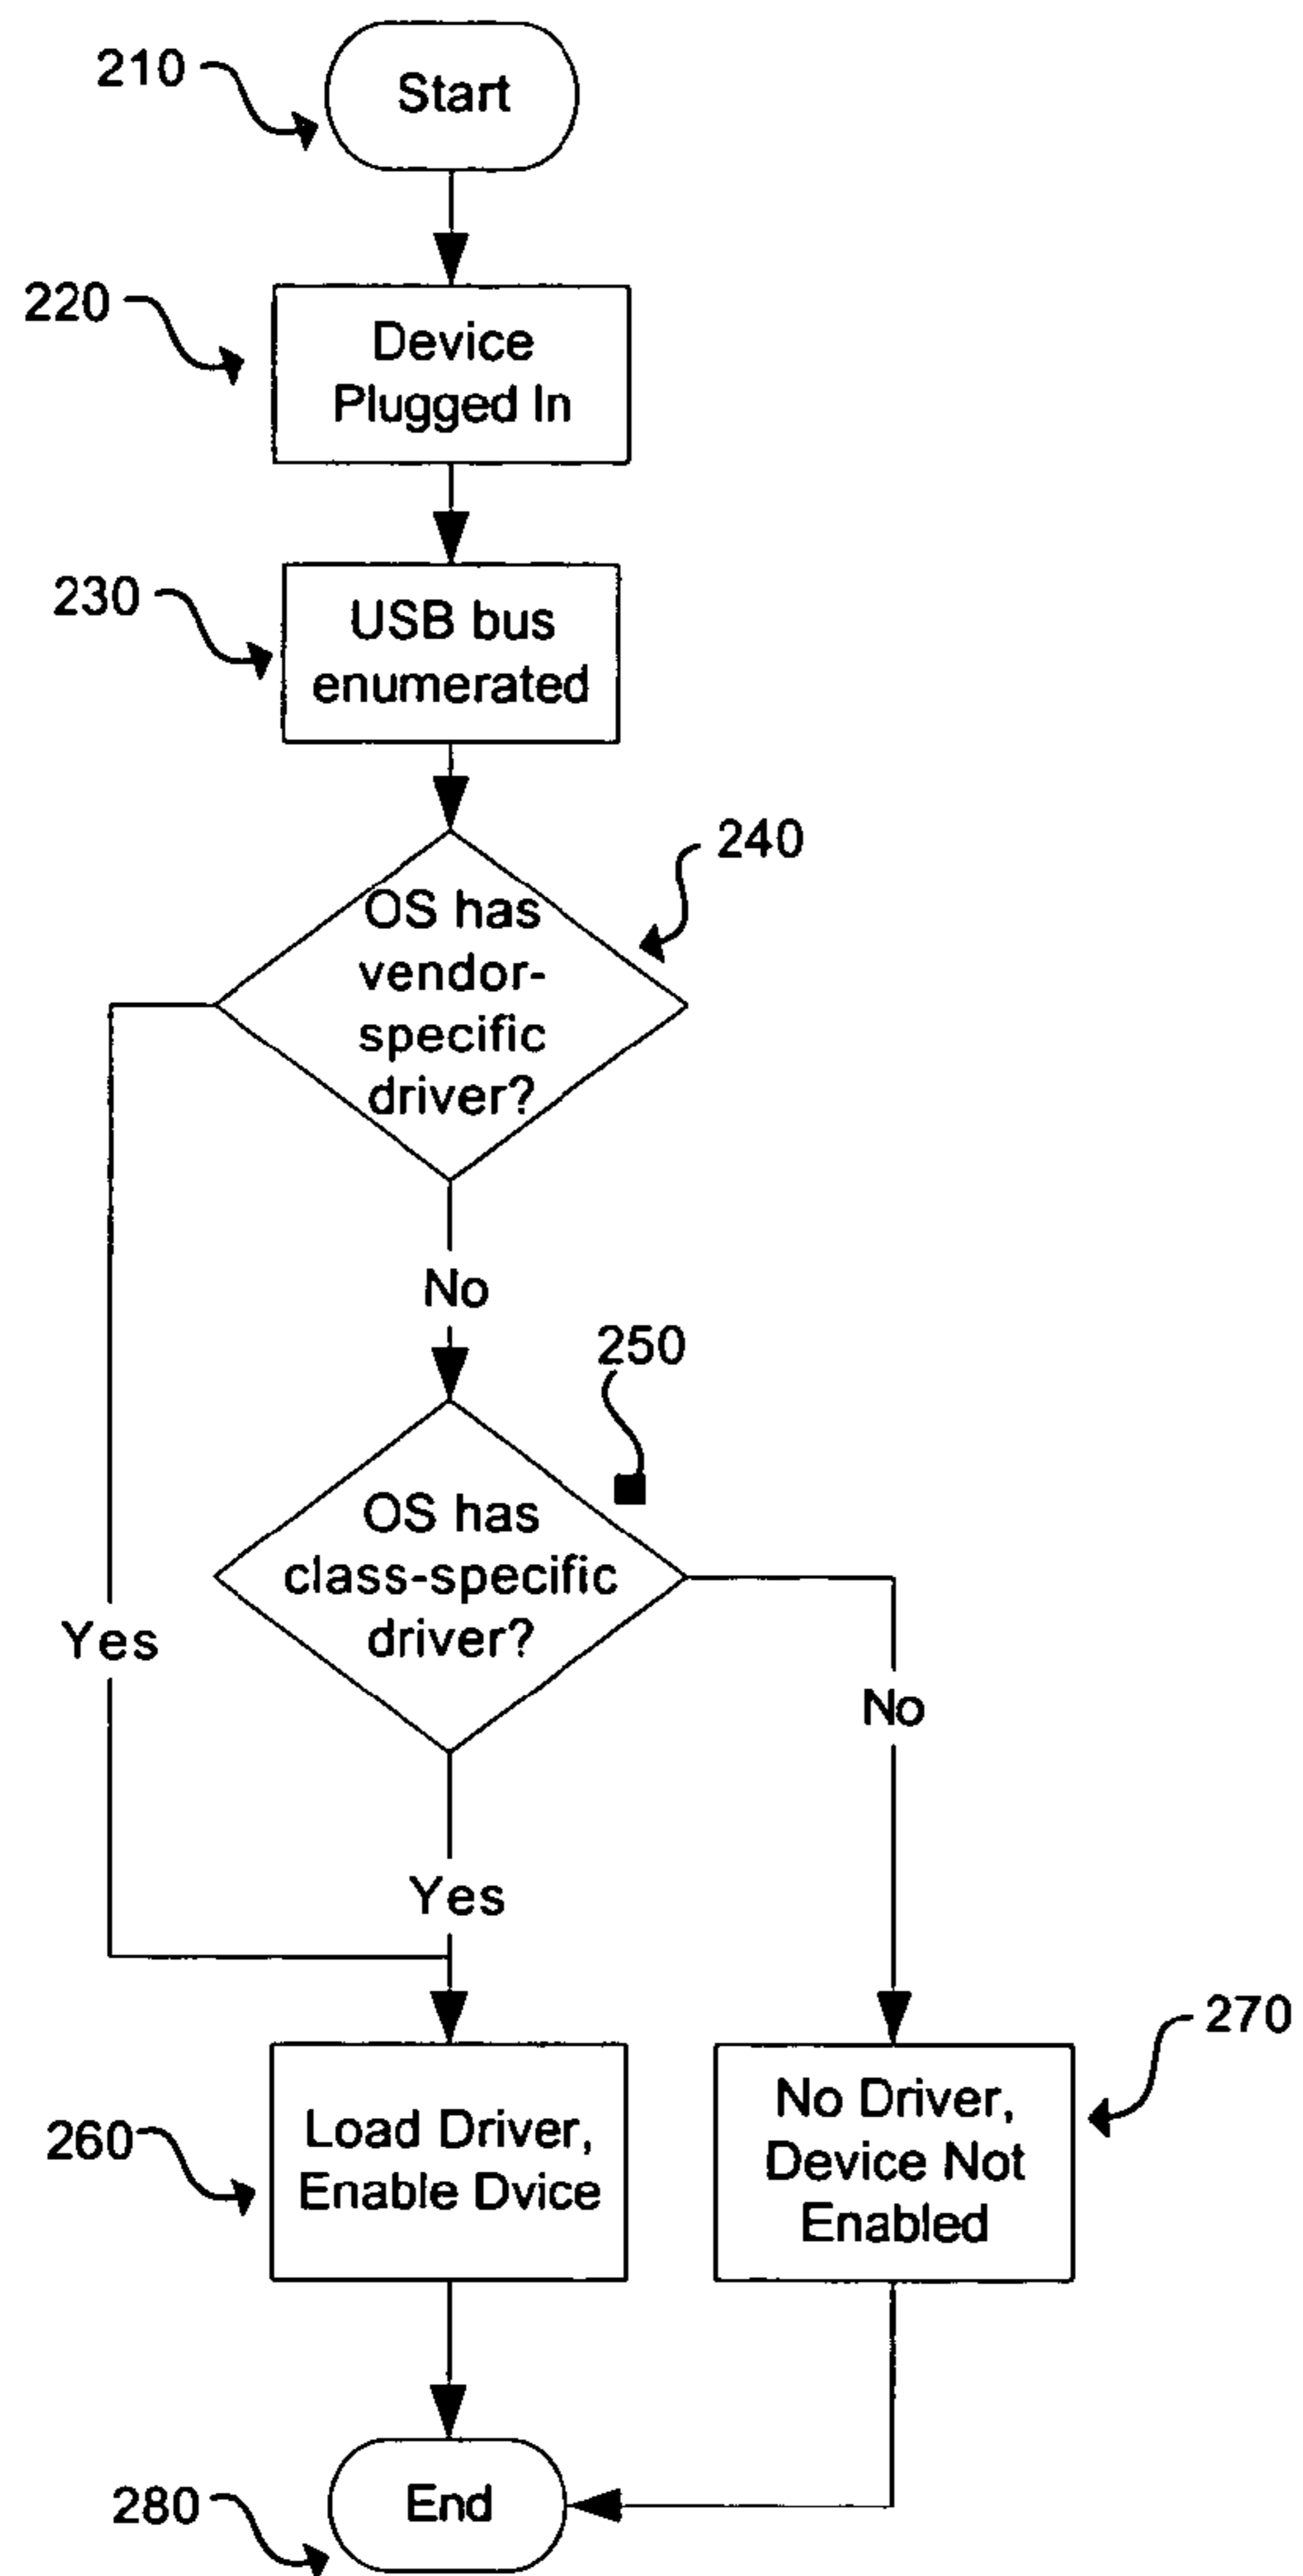 210
Start
220
Device
Plugged In
230
USB bus
enumerated
240
OS has
vendor-
specific
driver?
No
250
OS has
class-specific
driver?
Yes
No
Yes
260
Load Driver,
Enable Dvice
270
No Driver,
Device Not
Enabled
280
End